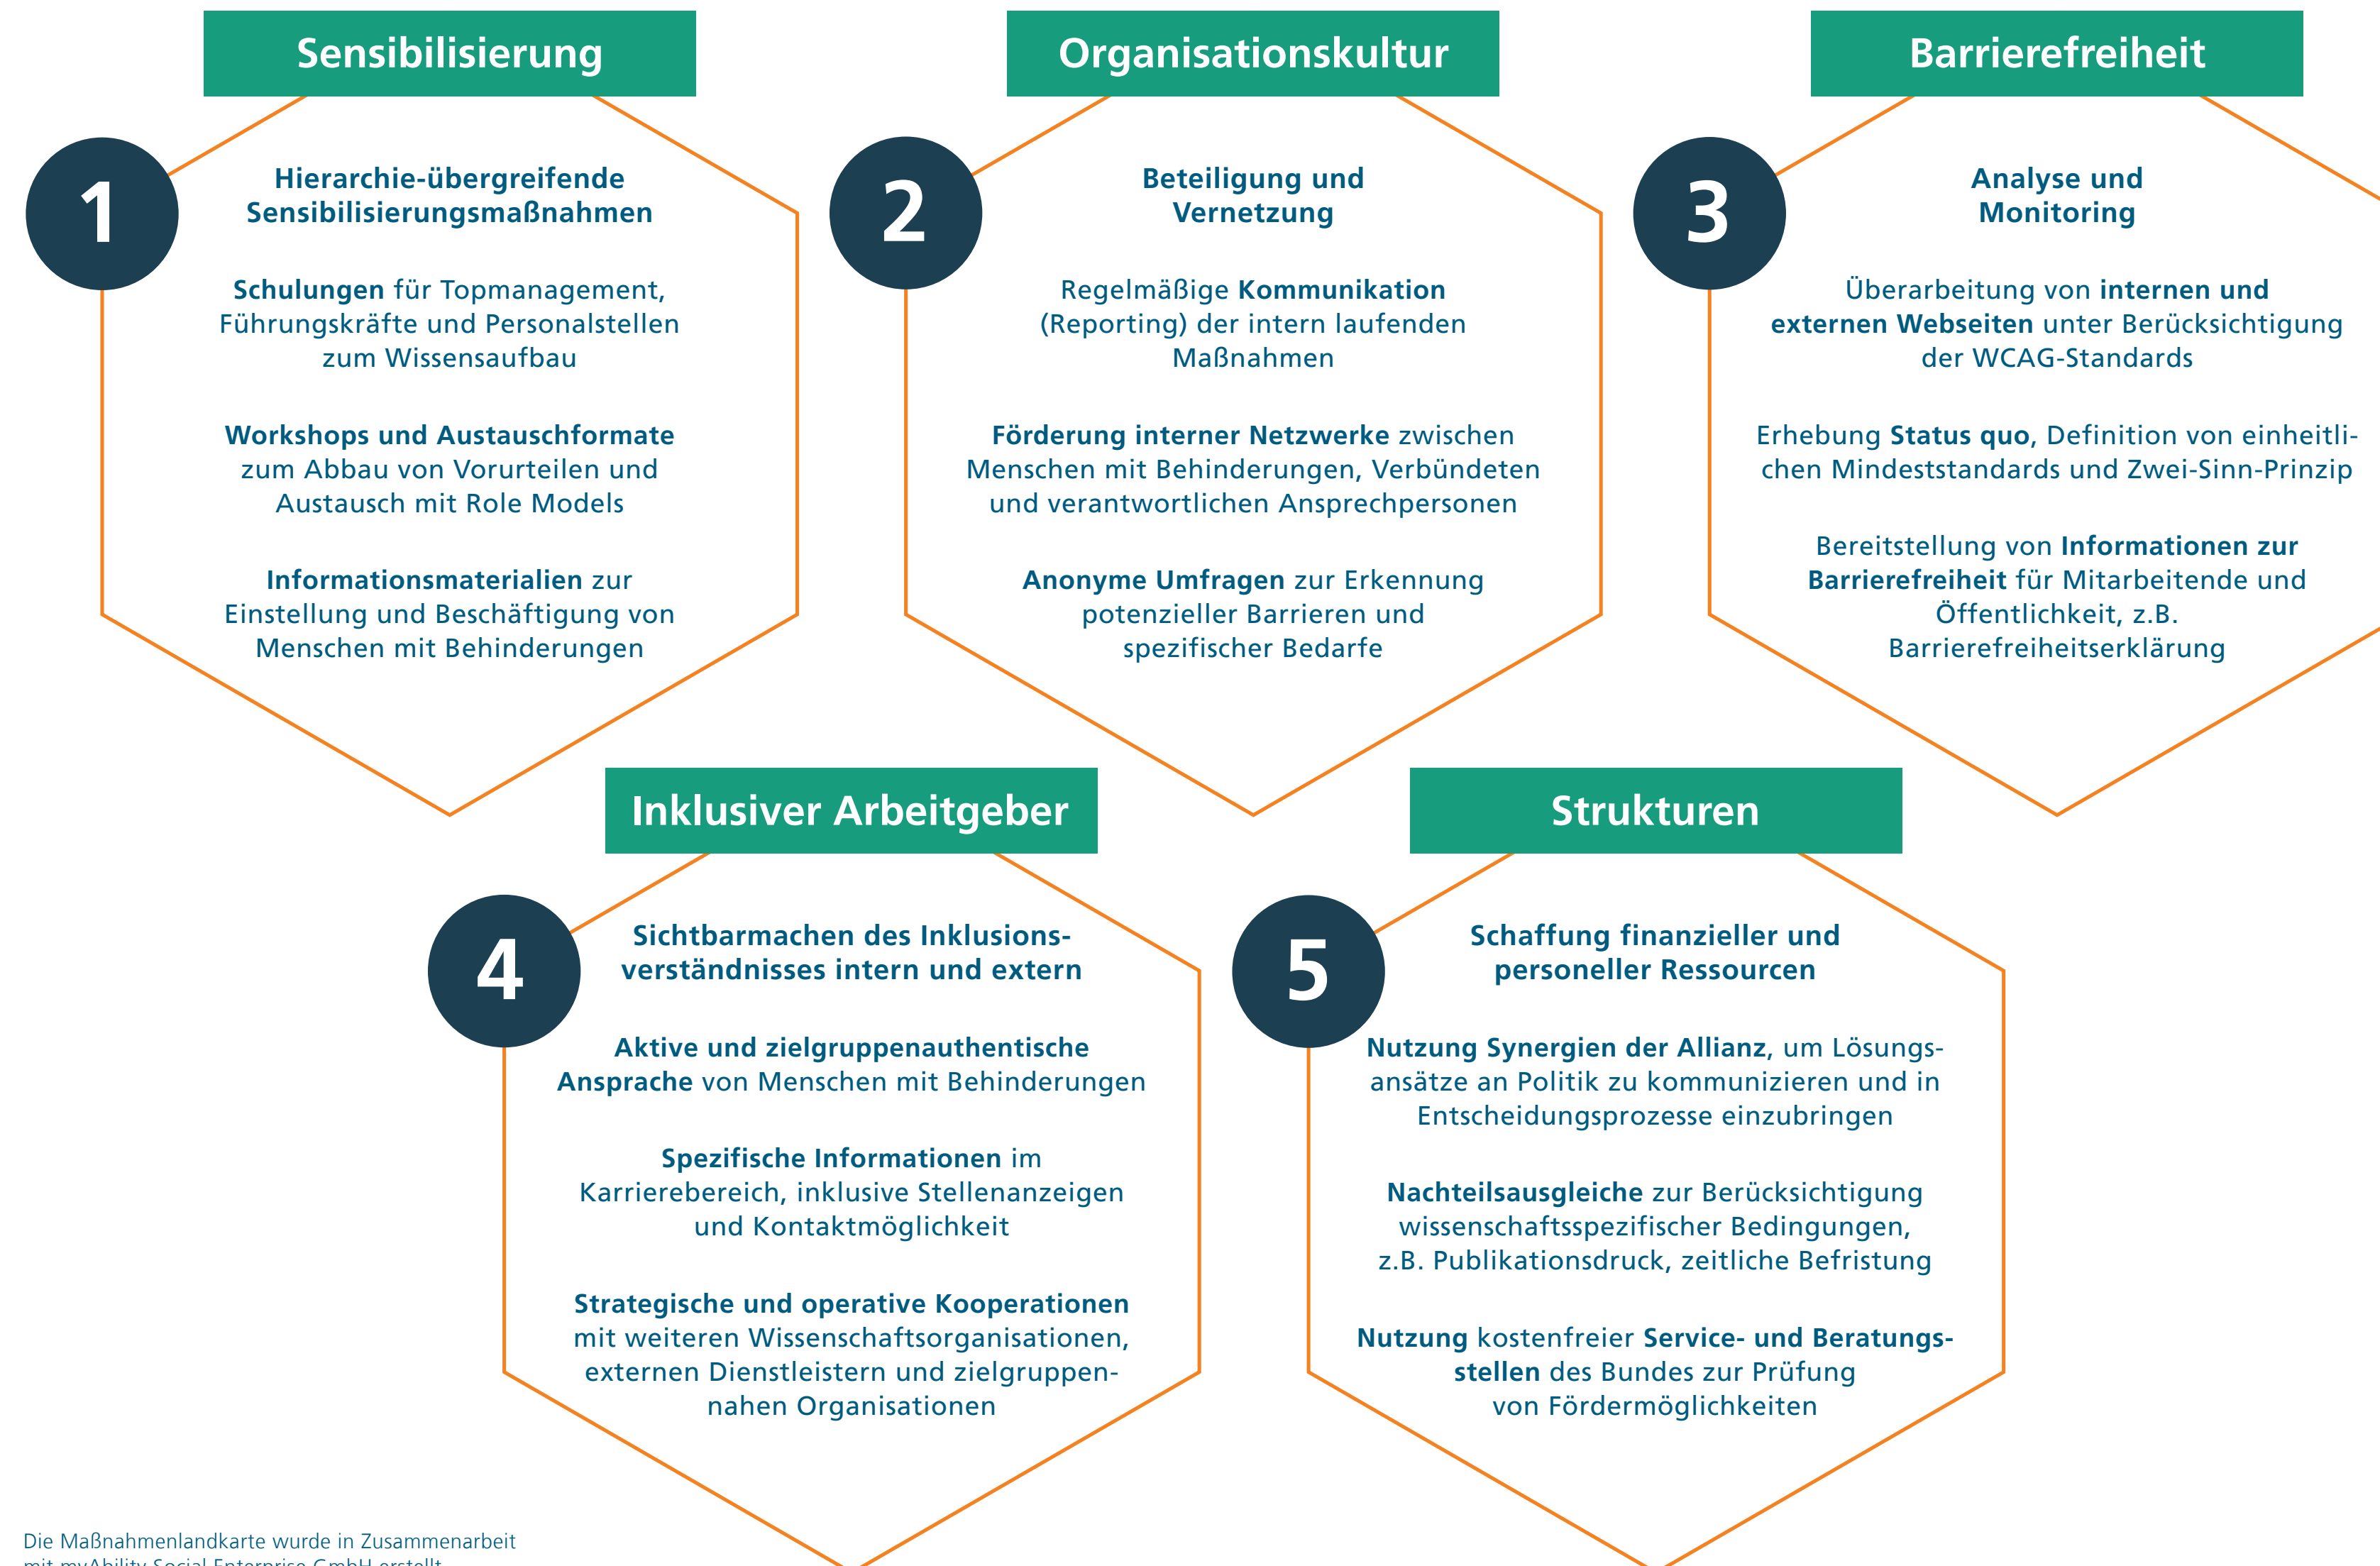 Sensibilisierung
1
Hierarchie-übergreifende
Sensibilisierungsmaßnahmen
Schulungen für Topmanagement,
Führungskräfte und Personalstellen
zum Wissensaufbau
Workshops und Austauschformate
zum Abbau von Vorurteilen und
Austausch mit Role Models
Informationsmaterialien zur
Einstellung und Beschäftigung von
Menschen mit Behinderungen
Organisationskultur
2
Beteiligung und
Vernetzung
Regelmäßige Kommunikation
(Reporting) der intern laufenden
Maßnahmen
Förderung interner Netzwerke zwischen
Menschen mit Behinderungen, Verbündeten
und verantwortlichen Ansprechpersonen
Anonyme Umfragen zur Erkennung
potenzieller Barrieren und
spezifischer Bedarfe
Barrierefreiheit
3
Analyse und
Monitoring
Überarbeitung von internen und
externen Webseiten unter Berücksichtigung
der WCAG-Standards
Erhebung Status quo, Definition von einheitli-
chen Mindeststandards und Zwei-Sinn-Prinzip
Bereitstellung von Informationen zur
Barrierefreiheit für Mitarbeitende und
Öffentlichkeit, z.B.
Barrierefreiheitserklärung
Inklusiver Arbeitgeber
4
Sichtbarmachen des Inklusions-
verständnisses intern und extern
Aktive und zielgruppenauthentische
Ansprache von Menschen mit Behinderungen
Spezifische Informationen im
Karrierebereich, inklusive Stellenanzeigen
und Kontaktmöglichkeit
Strategische und operative Kooperationen
mit weiteren Wissenschaftsorganisationen,
externen Dienstleistern und zielgruppen-
nahen Organisationen
Strukturen
5
Schaffung finanzieller und
personeller Ressourcen
Nutzung Synergien der Allianz, um Lösungs-
ansätze an Politik zu kommunizieren und in
Entscheidungsprozesse einzubringen
Nachteilsausgleiche zur Berücksichtigung
wissenschaftsspezifischer Bedingungen,
z.B. Publikationsdruck, zeitliche Befristung
Nutzung kostenfreier Service- und Beratungs-
stellen des Bundes zur Prüfung
von Fördermöglichkeiten
Die Maßnahmenlandkarte wurde in Zusammenarbeit
mit myAbility Social Enterprise GmbH erstellt